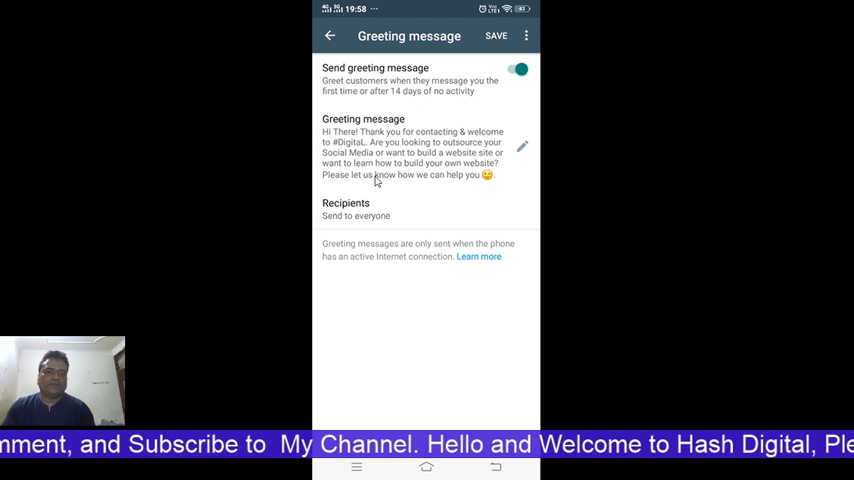 4G 3G 19:58 ...
VoLTE1 43
Greeting message
SAVE
Send greeting message
Greet customers when they message you the
first time or after 14 days of no activity
Greeting message
Hi There! Thank you for contacting & welcome
to #DigitaL. Are you looking to outsource your
Social Media or want to build a website site or
want to learn how to build your own website?
Please let us know how we can help you 😊.
Recipients
Send to everyone
Greeting messages are only sent when the phone
has an active Internet connection. Learn more
mment, and Subscribe to My Channel. Hello and Welcome to Hash Digital, Ple